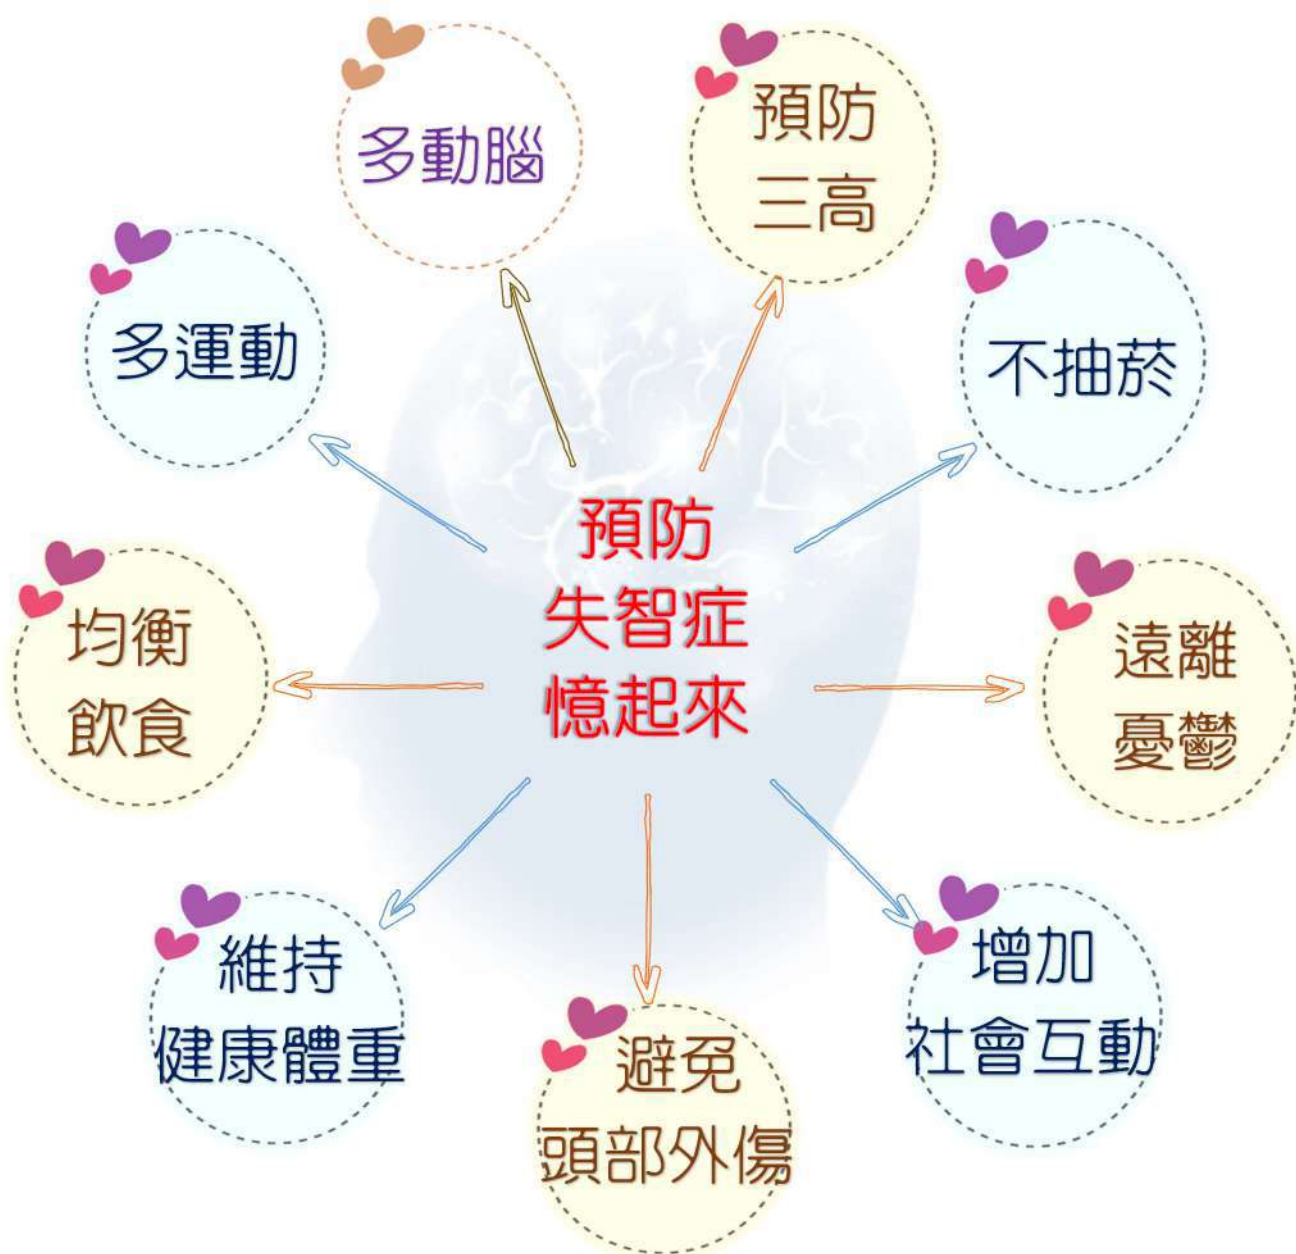 多動腦
預防
三高
多運動
不抽菸
預防
失智症
憶起來
均衡
飲食
遠離
憂鬱
維持
健康體重
增加
社會互動
避免
頭部外傷